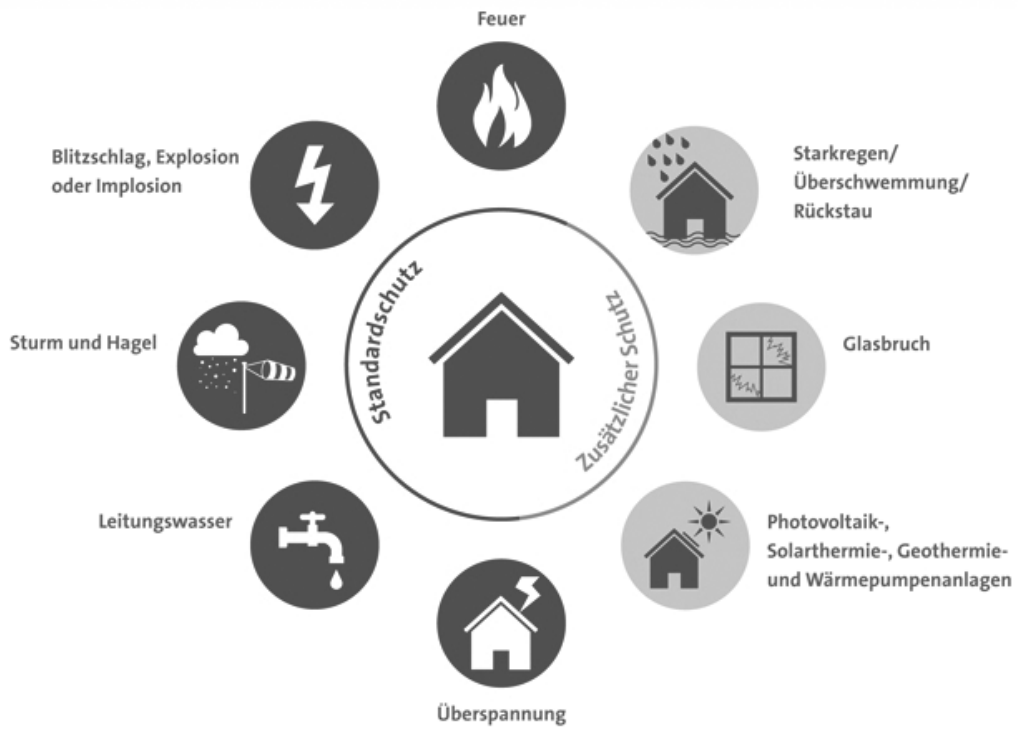 Feuer
Blitzschlag, Explosion
oder Implosion
Starkregen/
Überschwemmung/
Rückstau
Standardschutz
Zusätzlicher Schutz
Sturm und Hagel
Glasbruch
Leitungswasser
Photovoltaik-,
Solarthermie-, Geothermie-
und Wärmepumpenanlagen
Überspannung